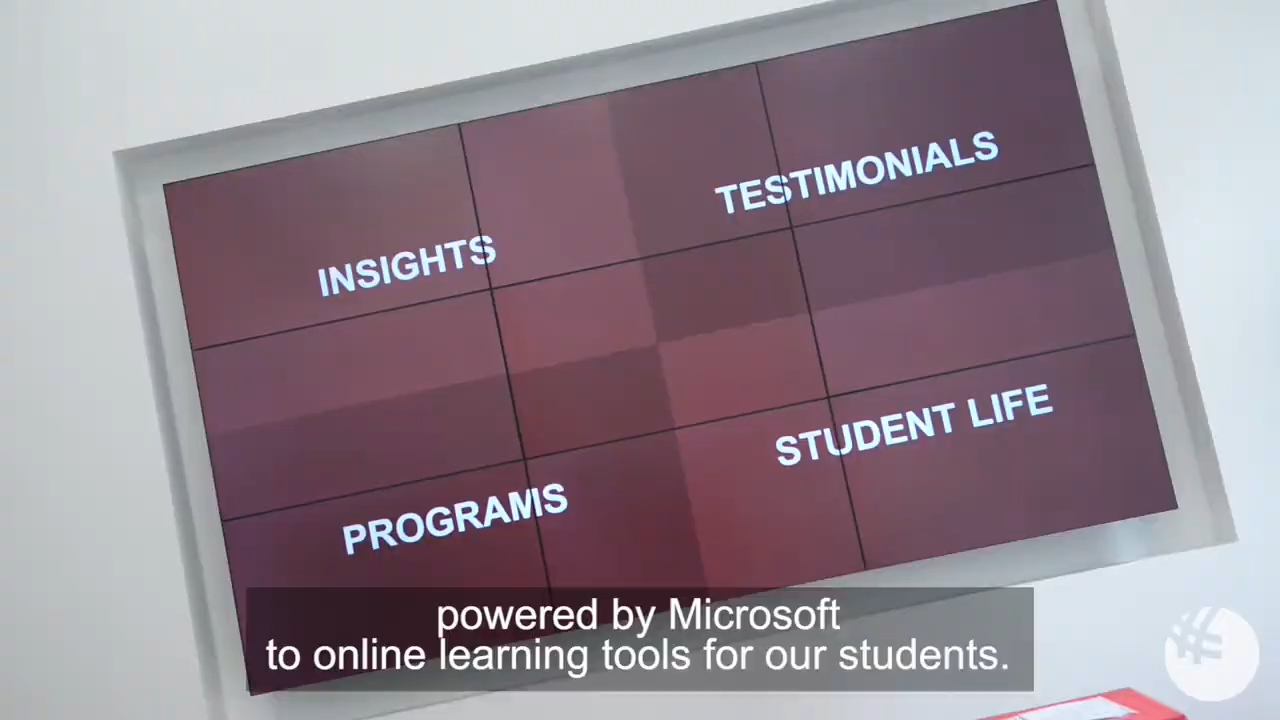 TESTIMONIALS
INSIGHTS
STUDENT LIFE
PROGRAMS
powered by Microsoft
to online learning tools for our students.